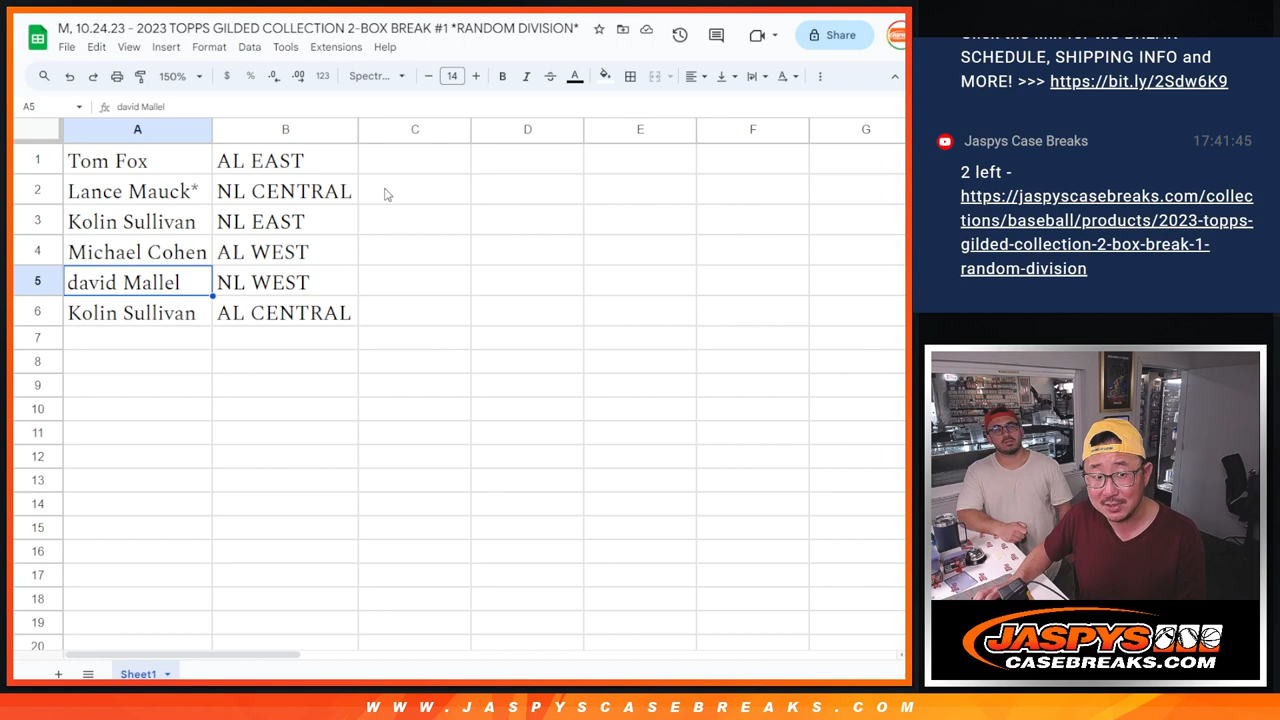 M, 10.24.23 - 2023 TOPPS GILDED COLLECTION 2-BOX BREAK #1 *RANDOM DIVISION*
File Edit View Insert Format Data Tools Extensions Help
Share
150% $ % .0 .00 123 Spectr... 14 B I A
A5 fx david Mallel
A B C D E F G
1 Tom Fox AL EAST
2 Lance Mauck* NL CENTRAL
3 Kolin Sullivan NL EAST
4 Michael Cohen AL WEST
5 david Mallel NL WEST
6 Kolin Sullivan AL CENTRAL
7
8
9
10
11
12
13
14
15
16
17
18
19
20
Sheet1
SCHEDULE, SHIPPING INFO and
MORE! >>> https://bit.ly/2Sdw6K9
Jaspys Case Breaks 17:41:45
2 left -
https://jaspyscasebreaks.com/collec
tions/baseball/products/2023-topps-
gilded-collection-2-box-break-1-
random-division
JASPYS
CASEBREAKS.COM
WWW.JASPYSCASEBREAKS.COM